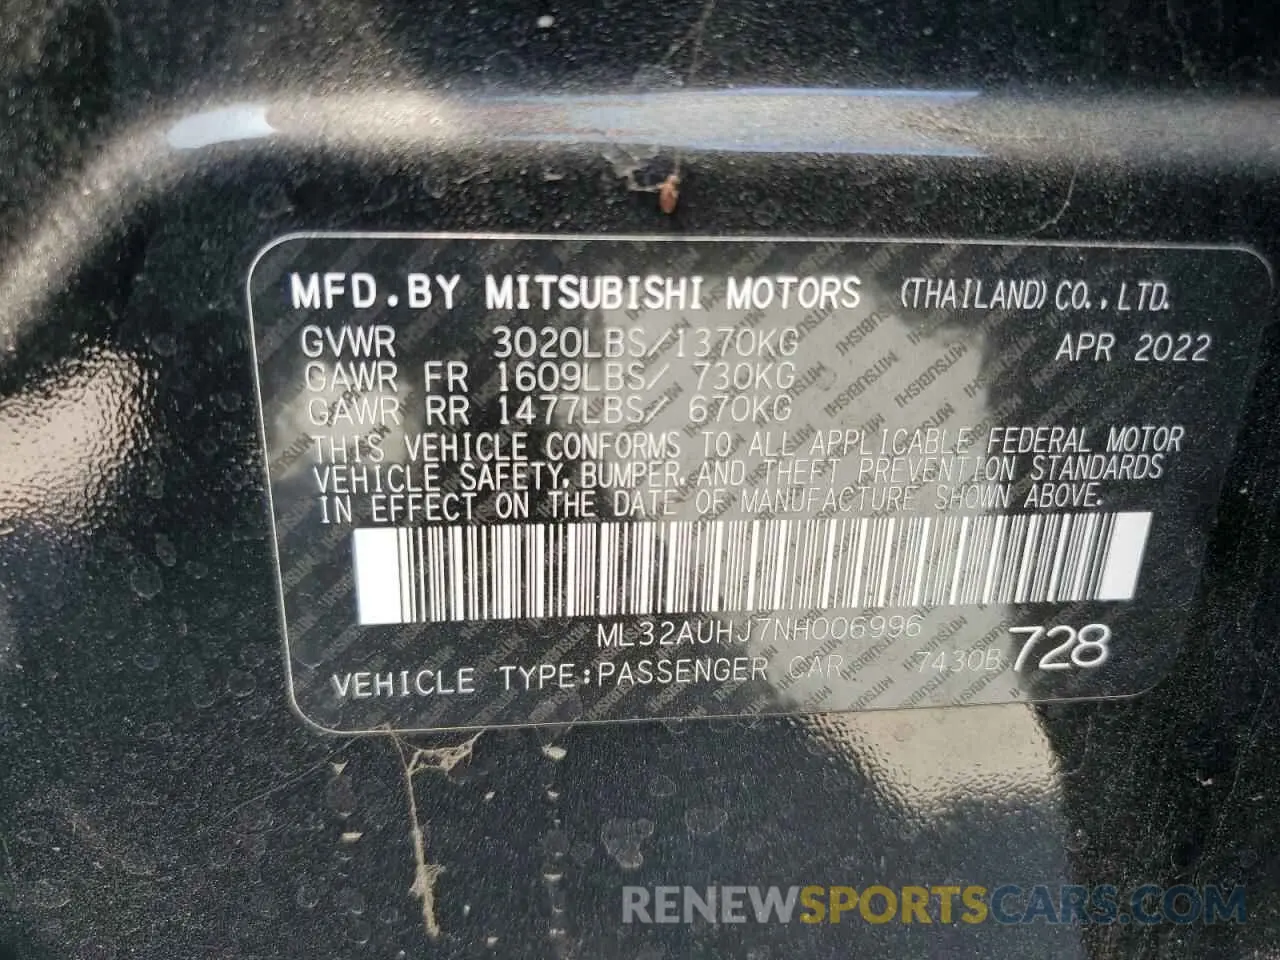 MFD.BY MITSUBISHI MOTORS (THAILAND)CO.,LTD.
GVWR 3020LBS/1370KG APR 2022
GAWR FR 1609LBS/ 730KG
GAWR RR 1477LBS/ 670KG
THIS VEHICLE CONFORMS TO ALL APPLICABLE FEDERAL MOTOR
VEHICLE SAFETY, BUMPER, AND THEFT PREVENTION STANDARDS
IN EFFECT ON THE DATE OF MANUFACTURE SHOWN ABOVE.
ML32AUHJ7NH006996
VEHICLE TYPE:PASSENGER CAR 7430B 728
RENEWSPORTSCARS.COM